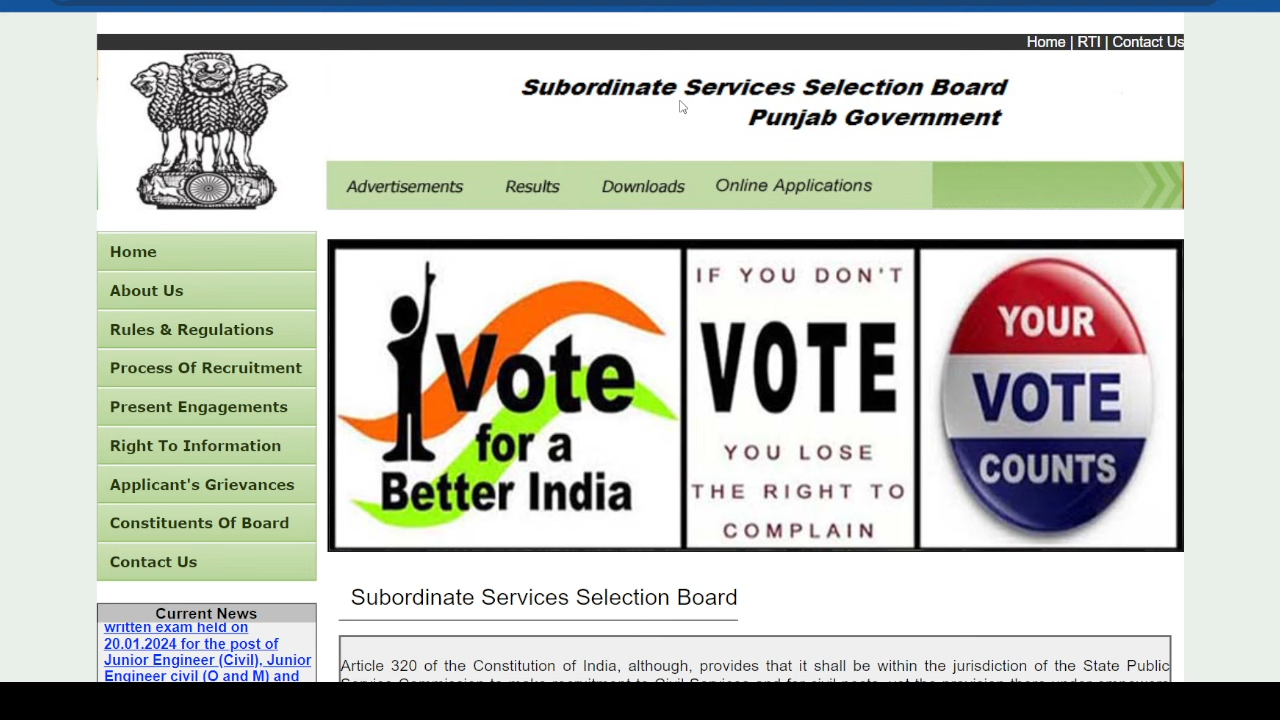 Home | RTI | Contact Us
Subordinate Services Selection Board
Punjab Government
Advertisements Results Downloads Online Applications
Home
About Us
Rules & Regulations
Process Of Recruitment
Present Engagements
Right To Information
Applicant's Grievances
Constituents Of Board
Contact Us
Vote
for a
Better India
IF YOU DON'T
VOTE
YOU LOSE
THE RIGHT TO
COMPLAIN
YOUR
VOTE
COUNTS
Current News
written exam held on
20.01.2024 for the post of
Junior Engineer (Civil), Junior
Engineer civil (O and M) and
Subordinate Services Selection Board
Article 320 of the Constitution of India, although, provides that it shall be within the jurisdiction of the State Public